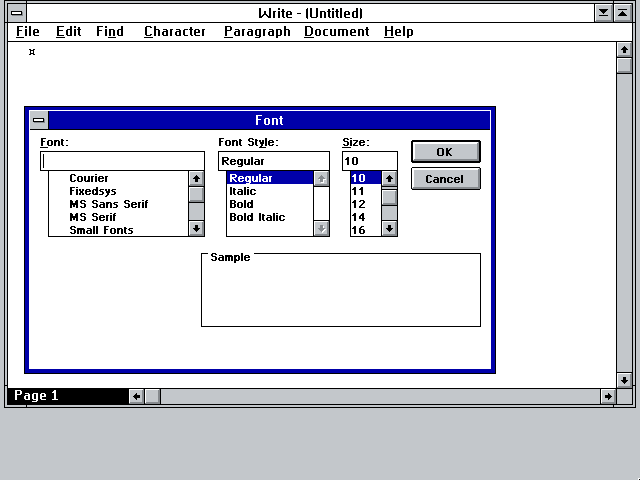 Write - (Untitled)
File Edit Find Character Paragraph Document Help
¤
Font
Font: Font Style: Size:
Regular 10
OK
Cancel
Courier Regular 10
Fixedsys Italic 11
MS Sans Serif Bold 12
MS Serif Bold Italic 14
Small Fonts 16
Sample
Page 1